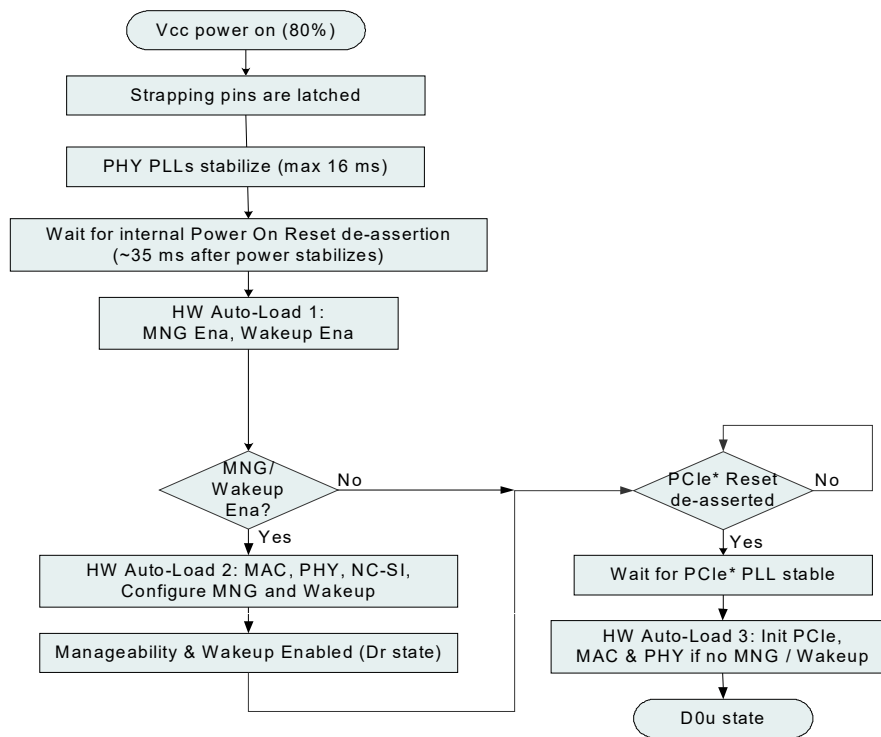 Vcc power on (80%)
Strapping pins are latched
PHY PLLs stabilize (max 16 ms)
Wait for internal Power On Reset de-assertion
(~35 ms after power stabilizes)
HW Auto-Load 1:
MNG Ena, Wakeup Ena
MNG/
Wakeup
Ena?
No
Yes
HW Auto-Load 2: MAC, PHY, NC-SI,
Configure MNG and Wakeup
Manageability & Wakeup Enabled (Dr state)
PCIe* Reset
de-asserted
No
Yes
Wait for PCIe* PLL stable
HW Auto-Load 3: Init PCIe,
MAC & PHY if no MNG / Wakeup
D0u state